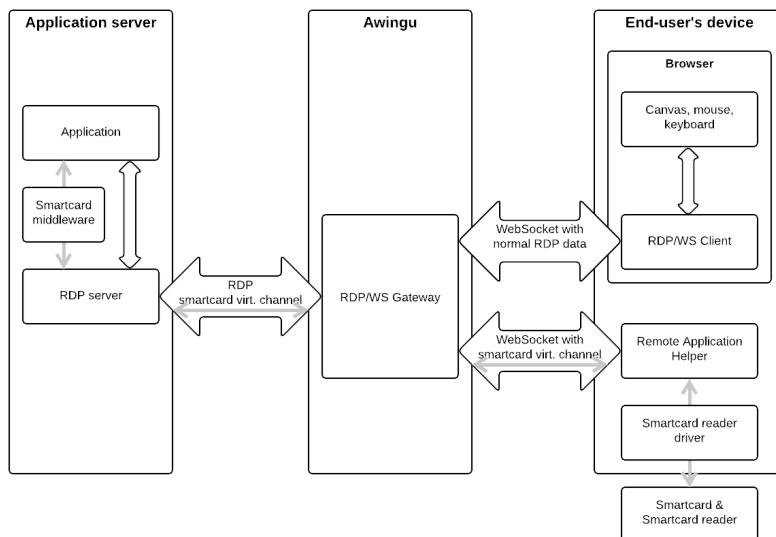 Application server
Awingu
End-user's device
Browser
Application
Canvas, mouse,
keyboard
Smartcard
middleware
WebSocket with
normal RDP data
RDP/WS Client
RDP server
RDP
smartcard virt. channel
RDP/WS Gateway
WebSocket with
smartcard virt. channel
Remote Application
Helper
Smartcard reader
driver
Smartcard &
Smartcard reader